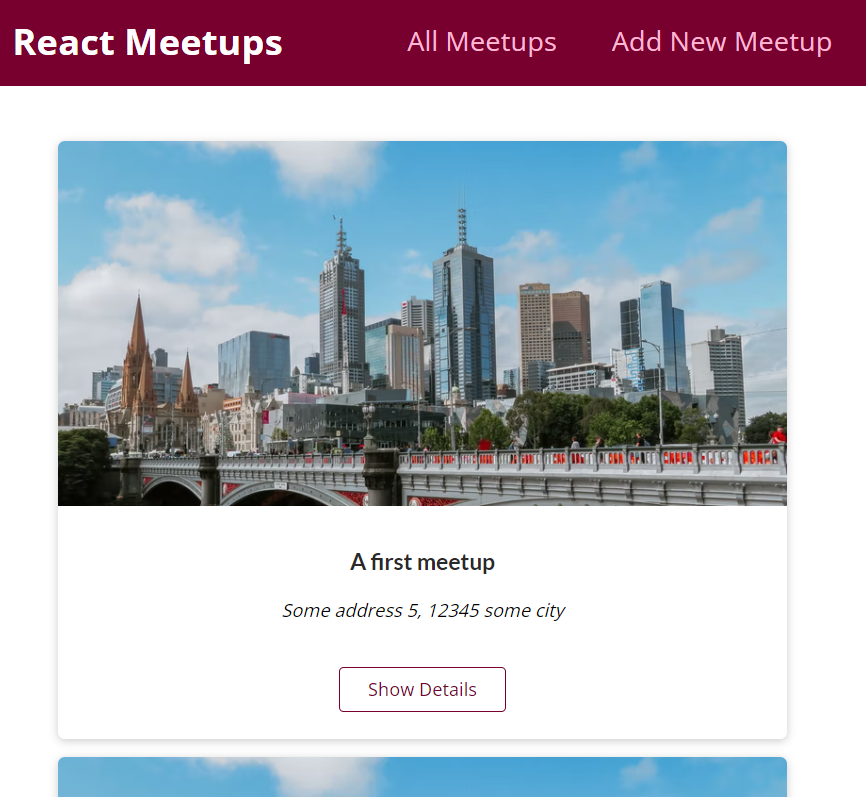 React Meetups
All Meetups
Add New Meetup
A first meetup
Some address 5, 12345 some city
Show Details